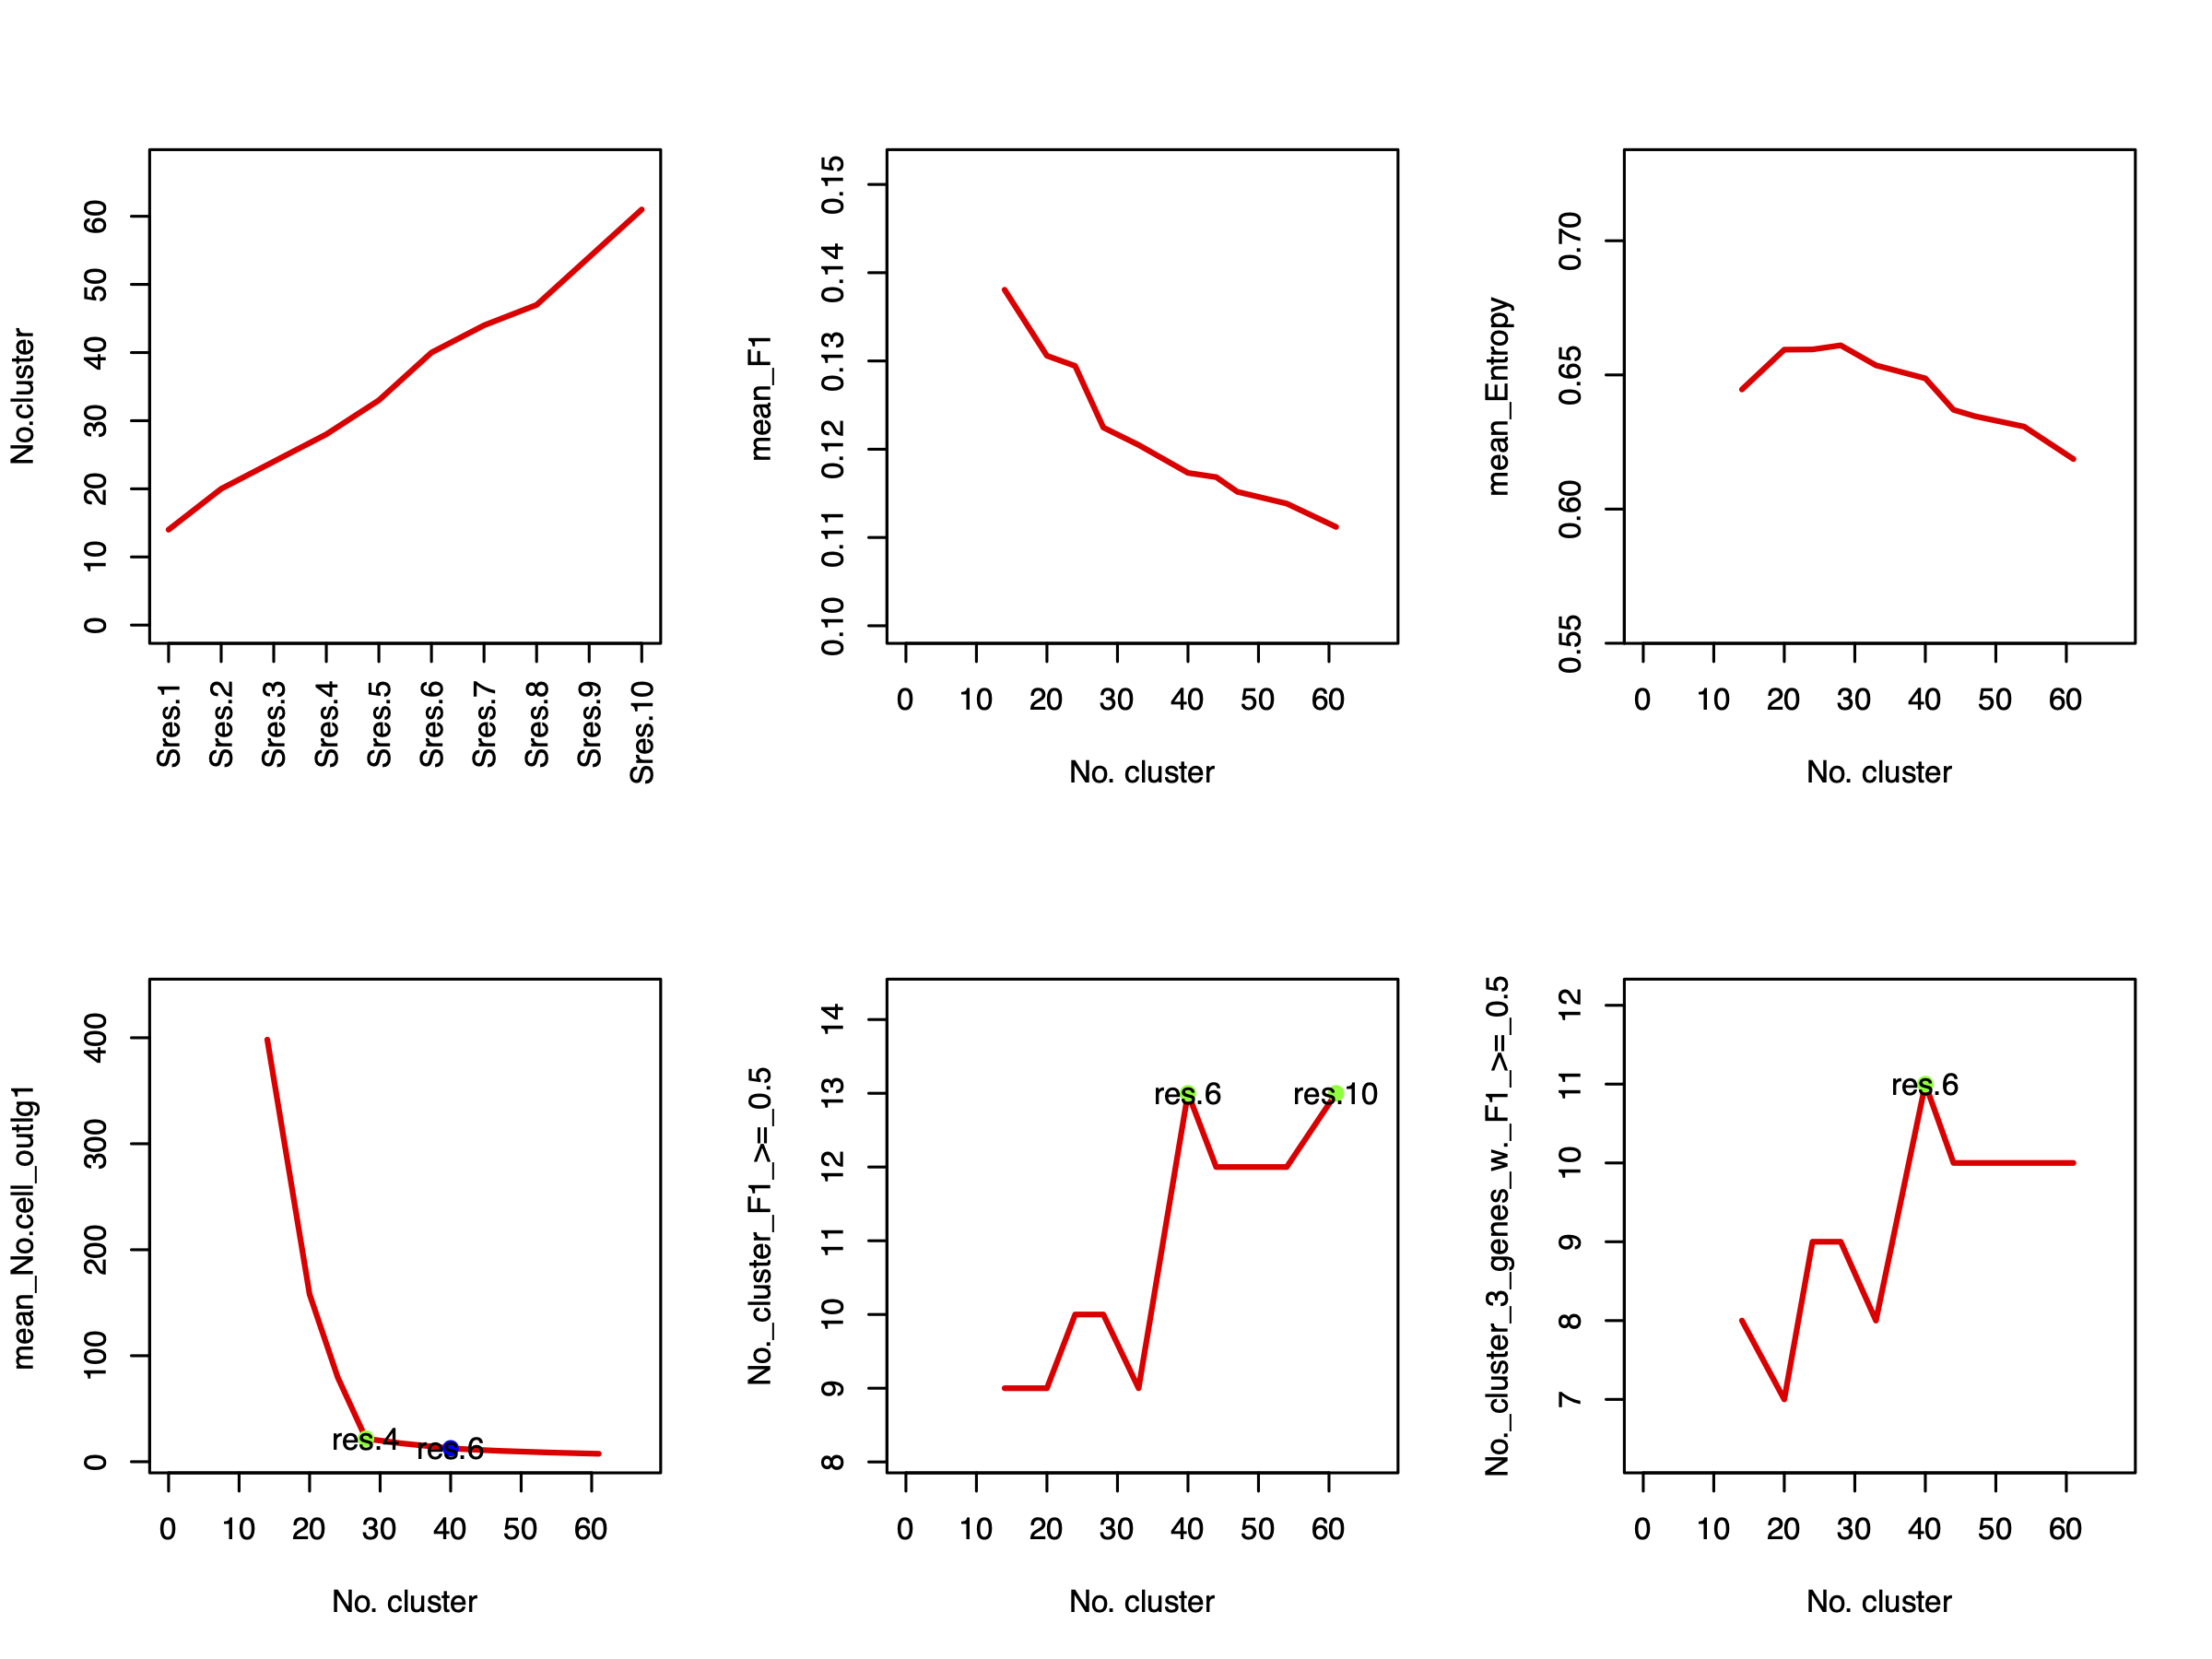 No.cluster
60
50
40
30
20
10
0
Sres.1
Sres.2
Sres.3
Sres.4
Sres.5
Sres.6
Sres.7
Sres.8
Sres.9
Sres.10
mean_F1
0.15
0.14
0.13
0.12
0.11
0.10
0 10 20 30 40 50 60
No. cluster
mean_Entropy
0.70
0.65
0.60
0.55
0 10 20 30 40 50 60
No. cluster
mean_No.cell_outlg1
400
300
200
100
0
res.4
res.6
0 10 20 30 40 50 60
No. cluster
No._cluster_F1_>=_0.5
14
13
12
11
10
9
8
res.6
res.10
0 10 20 30 40 50 60
No. cluster
No._cluster_3_genes_w._F1_>=_0.5
12
11
10
9
8
7
res.6
0 10 20 30 40 50 60
No. cluster